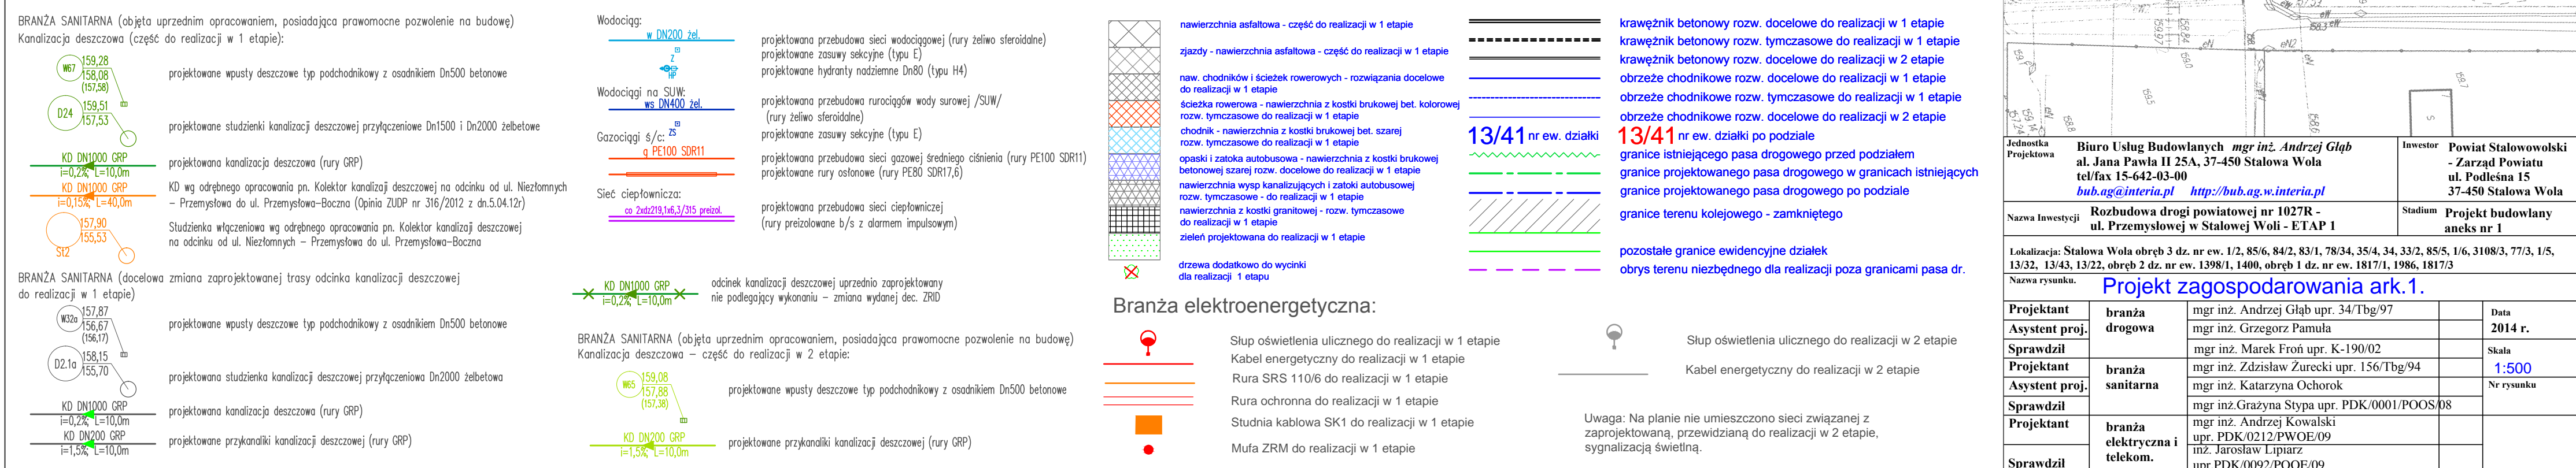 BRANŻA SANITARNA (objęta uprzednim opracowaniem, posiadająca prawomocne pozwolenie na budowę)
Kanalizacja deszczowa (część do realizacji w 1 etapie):
W67
159,28
158,08
(157,58)
projektowane wpusty deszczowe typ podchodnikowy z osadnikiem Dn500 betonowe
D24
159,51
157,53
projektowane studzienki kanalizacji deszczowej przyłączeniowe Dn1500 i Dn2000 żelbetowe
KD DN1000 GRP
i=0,2%; L=10,0m
projektowana kanalizacja deszczowa (rury GRP)
KD DN1000 GRP
i=0,15%; L=40,0m
KD wg odrębnego opracowania pn. Kolektor kanalizacji deszczowej na odcinku od ul. Niezłomnych
– Przemysłowa do ul. Przemysłowa-Boczna (Opinia ZUDP nr 316/2012 z dn.5.04.12r)
157,90
155,53
St2
Studzienka włączeniowa wg odrębnego opracowania pn. Kolektor kanalizacji deszczowej
na odcinku od ul. Niezłomnych – Przemysłowa do ul. Przemysłowa-Boczna
BRANŻA SANITARNA (docelowa zmiana zaprojektowanej trasy odcinka kanalizacji deszczowej
do realizacji w 1 etapie)
W32a
157,87
156,67
(156,17)
projektowane wpusty deszczowe typ podchodnikowy z osadnikiem Dn500 betonowe
D2.1a
158,15
155,70
projektowana studzienka kanalizacji deszczowej przyłączeniowa Dn2000 żelbetowa
KD DN1000 GRP
i=0,2%; L=10,0m
projektowana kanalizacja deszczowa (rury GRP)
KD DN200 GRP
i=1,5%; L=10,0m
projektowane przykanaliki kanalizacji deszczowej (rury GRP)
Wodociąg:
w DN200 żel.
projektowana przebudowa sieci wodociągowej (rury żeliwo sferoidalne)
Z
projektowane zasuwy sekcyjne (typu E)
HP
projektowane hydranty nadziemne Dn80 (typu H4)
Wodociągi na SUW:
ws DN400 żel.
projektowana przebudowa rurociągów wody surowej /SUW/
(rury żeliwo sferoidalne)
ZS
projektowane zasuwy sekcyjne (typ E)
Gazociągi ś/c:
g PE100 SDR11
projektowana przebudowa sieci gazowej średniego ciśnienia (rury PE100 SDR11)
projektowane rury osłonowe (rury PE80 SDR17,6)
Sieć ciepłownicza:
co 2xdz219,1x6,3/315 preizol.
projektowana przebudowa sieci ciepłowniczej
(rury preizolowane b/s z alarmem impulsowym)
KD DN1000 GRP
i=0,2%; L=10,0m
odcinek kanalizacji deszczowej uprzednio zaprojektowany
nie podlegający wykonaniu – zmiana wydanej dec. ZRID
BRANŻA SANITARNA (objęta uprzednim opracowaniem, posiadająca prawomocne pozwolenie na budowę)
Kanalizacja deszczowa – część do realizacji w 2 etapie:
W65
159,08
157,88
(157,38)
projektowane wpusty deszczowe typ podchodnikowy z osadnikiem Dn500 betonowe
KD DN200 GRP
i=1,5%; L=10,0m
projektowane przykanaliki kanalizacji deszczowej (rury GRP)
nawierzchnia asfaltowa - część do realizacji w 1 etapie
zjazdy - nawierzchnia asfaltowa - część do realizacji w 1 etapie
naw. chodników i ścieżek rowerowych - rozwiązania docelowe
do realizacji w 1 etapie
ścieżka rowerowa - nawierzchnia z kostki brukowej bet. kolorowej
rozw. tymczasowe do realizacji w 1 etapie
chodnik - nawierzchnia z kostki brukowej bet. szarej
rozw. tymczasowe do realizacji w 1 etapie
opaski i zatoka autobusowa - nawierzchnia z kostki brukowej
betonowej szarej rozw. docelowe do realizacji w 1 etapie
nawierzchnia wysp kanalizujących i zatoki autobusowej
rozw. tymczasowe - do realizacji w 1 etapie
nawierzchnia z kostki granitowej - rozw. tymczasowe
do realizacji w 1 etapie
zieleń projektowana do realizacji w 1 etapie
drzewa dodatkowo do wycinki
dla realizacji 1 etapu
krawężnik betonowy rozw. docelowe do realizacji w 1 etapie
krawężnik betonowy rozw. tymczasowe do realizacji w 1 etapie
krawężnik betonowy rozw. docelowe do realizacji w 2 etapie
obrzeże chodnikowe rozw. docelowe do realizacji w 1 etapie
obrzeże chodnikowe rozw. tymczasowe do realizacji w 1 etapie
obrzeże chodnikowe rozw. docelowe do realizacji w 2 etapie
13/41 nr ew. działki 13/41 nr ew. działki po podziale
granice istniejącego pasa drogowego przed podziałem
granice projektowanego pasa drogowego w granicach istniejących
granice projektowanego pasa drogowego po podziale
granice terenu kolejowego - zamkniętego
pozostałe granice ewidencyjne działek
obrys terenu niezbędnego dla realizacji poza granicami pasa dr.
Branża elektroenergetyczna:
Słup oświetlenia ulicznego do realizacji w 1 etapie
Kabel energetyczny do realizacji w 1 etapie
Rura SRS 110/6 do realizacji w 1 etapie
Rura ochronna do realizacji w 1 etapie
Studnia kablowa SK1 do realizacji w 1 etapie
Mufa ZRM do realizacji w 1 etapie
Słup oświetlenia ulicznego do realizacji w 2 etapie
Kabel energetyczny do realizacji w 2 etapie
Uwaga: Na planie nie umieszczono sieci związanej z
zaprojektowaną, przewidzianą do realizacji w 2 etapie,
sygnalizacją świetlną.
eW
eN
eN2
eN
159.0
159.5
158.8
158.6
159.7
S
Jednostka
Projektowa
Biuro Usług Budowlanych mgr inż. Andrzej Głąb
al. Jana Pawła II 25A, 37-450 Stalowa Wola
tel/fax 15-642-03-00
bub.ag@interia.pl http://bub.ag.w.interia.pl
Inwestor
Powiat Stalowowolski
- Zarząd Powiatu
ul. Podleśna 15
37-450 Stalowa Wola
Nazwa Inwestycji
Rozbudowa drogi powiatowej nr 1027R -
ul. Przemysłowej w Stalowej Woli - ETAP 1
Stadium
Projekt budowlany
aneks nr 1
Lokalizacja: Stalowa Wola obręb 3 dz. nr ew. 1/2, 85/6, 84/2, 83/1, 78/34, 35/4, 34, 33/2, 85/5, 1/6, 3108/3, 77/3, 1/5,
13/32, 13/43, 13/22, obręb 2 dz. nr ew. 1398/1, 1400, obręb 1 dz. nr ew. 1817/1, 1986, 1817/3
Nazwa rysunku.
Projekt zagospodarowania ark.1.
Projektant
branża
drogowa
mgr inż. Andrzej Głąb upr. 34/Tbg/97
Asystent proj.
mgr inż. Grzegorz Pamuła
Sprawdził
mgr inż. Marek Froń upr. K-190/02
Data
2014 r.
Skala
1:500
Nr rysunku
Projektant
branża
sanitarna
mgr inż. Zdzisław Żurecki upr. 156/Tbg/94
Asystent proj.
mgr inż. Katarzyna Ochorok
Sprawdził
mgr inż.Grażyna Stypa upr. PDK/0001/POOS/08
Projektant
branża
elektryczna i
telekom.
mgr inż. Andrzej Kowalski
upr. PDK/0212/PWOE/09
Sprawdził
inż. Jarosław Lipiarz
upr.PDK/0092/POOE/09